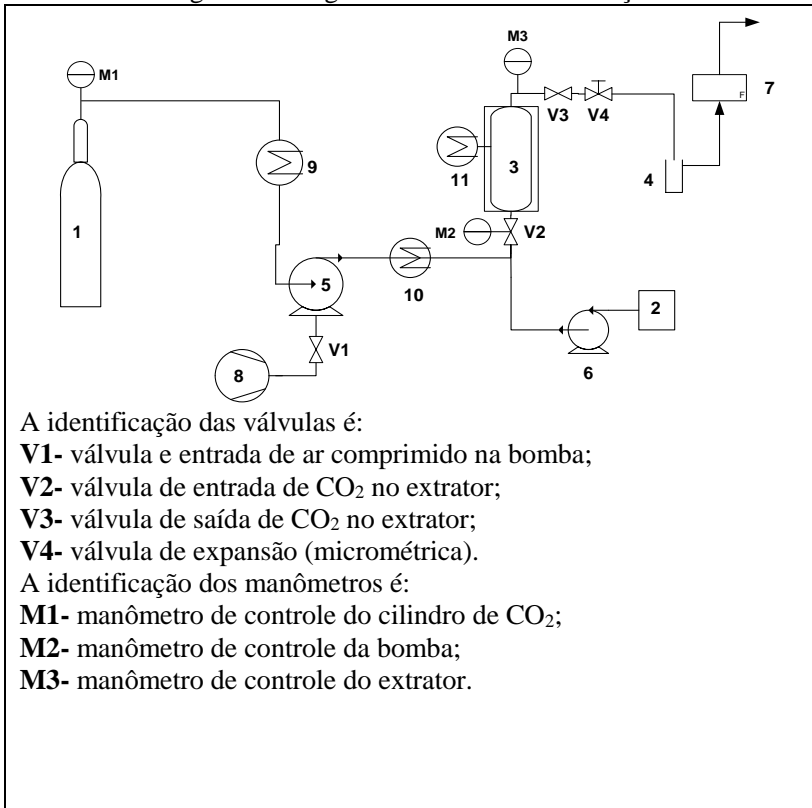 M1
M3
7
F
V3
V4
9
11
3
4
1
M2
V2
5
10
2
V1
6
8
A identificação das válvulas é:
V1- válvula e entrada de ar comprimido na bomba;
V2- válvula de entrada de CO₂ no extrator;
V3- válvula de saída de CO₂ no extrator;
V4- válvula de expansão (micrométrica).
A identificação dos manômetros é:
M1- manômetro de controle do cilindro de CO₂;
M2- manômetro de controle da bomba;
M3- manômetro de controle do extrator.